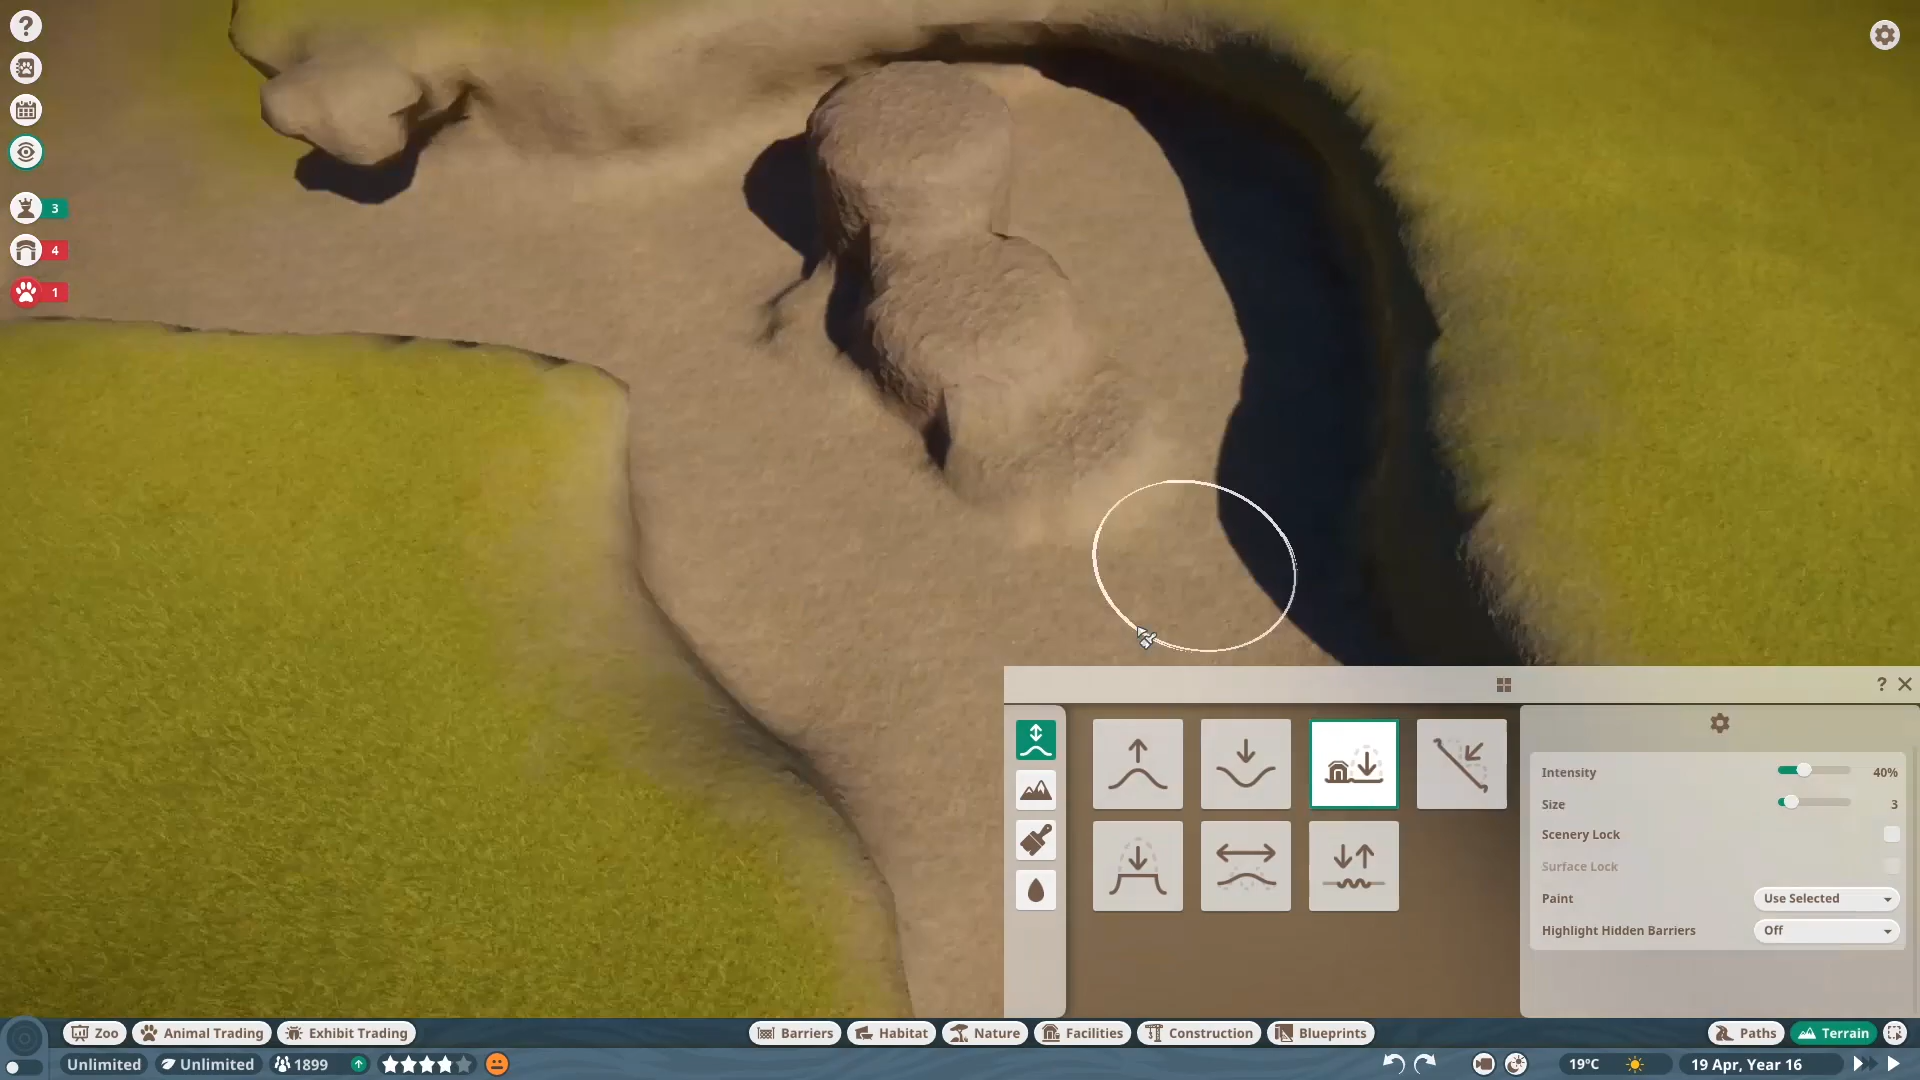 ?
3
4
1
?
Intensity 40%
Size 3
Scenery Lock
Surface Lock
Paint Use Selected
Highlight Hidden Barriers Off
Zoo Animal Trading Exhibit Trading Barriers Habitat Nature Facilities Construction Blueprints Paths Terrain
Unlimited Unlimited 1899 19°C 19 Apr, Year 16